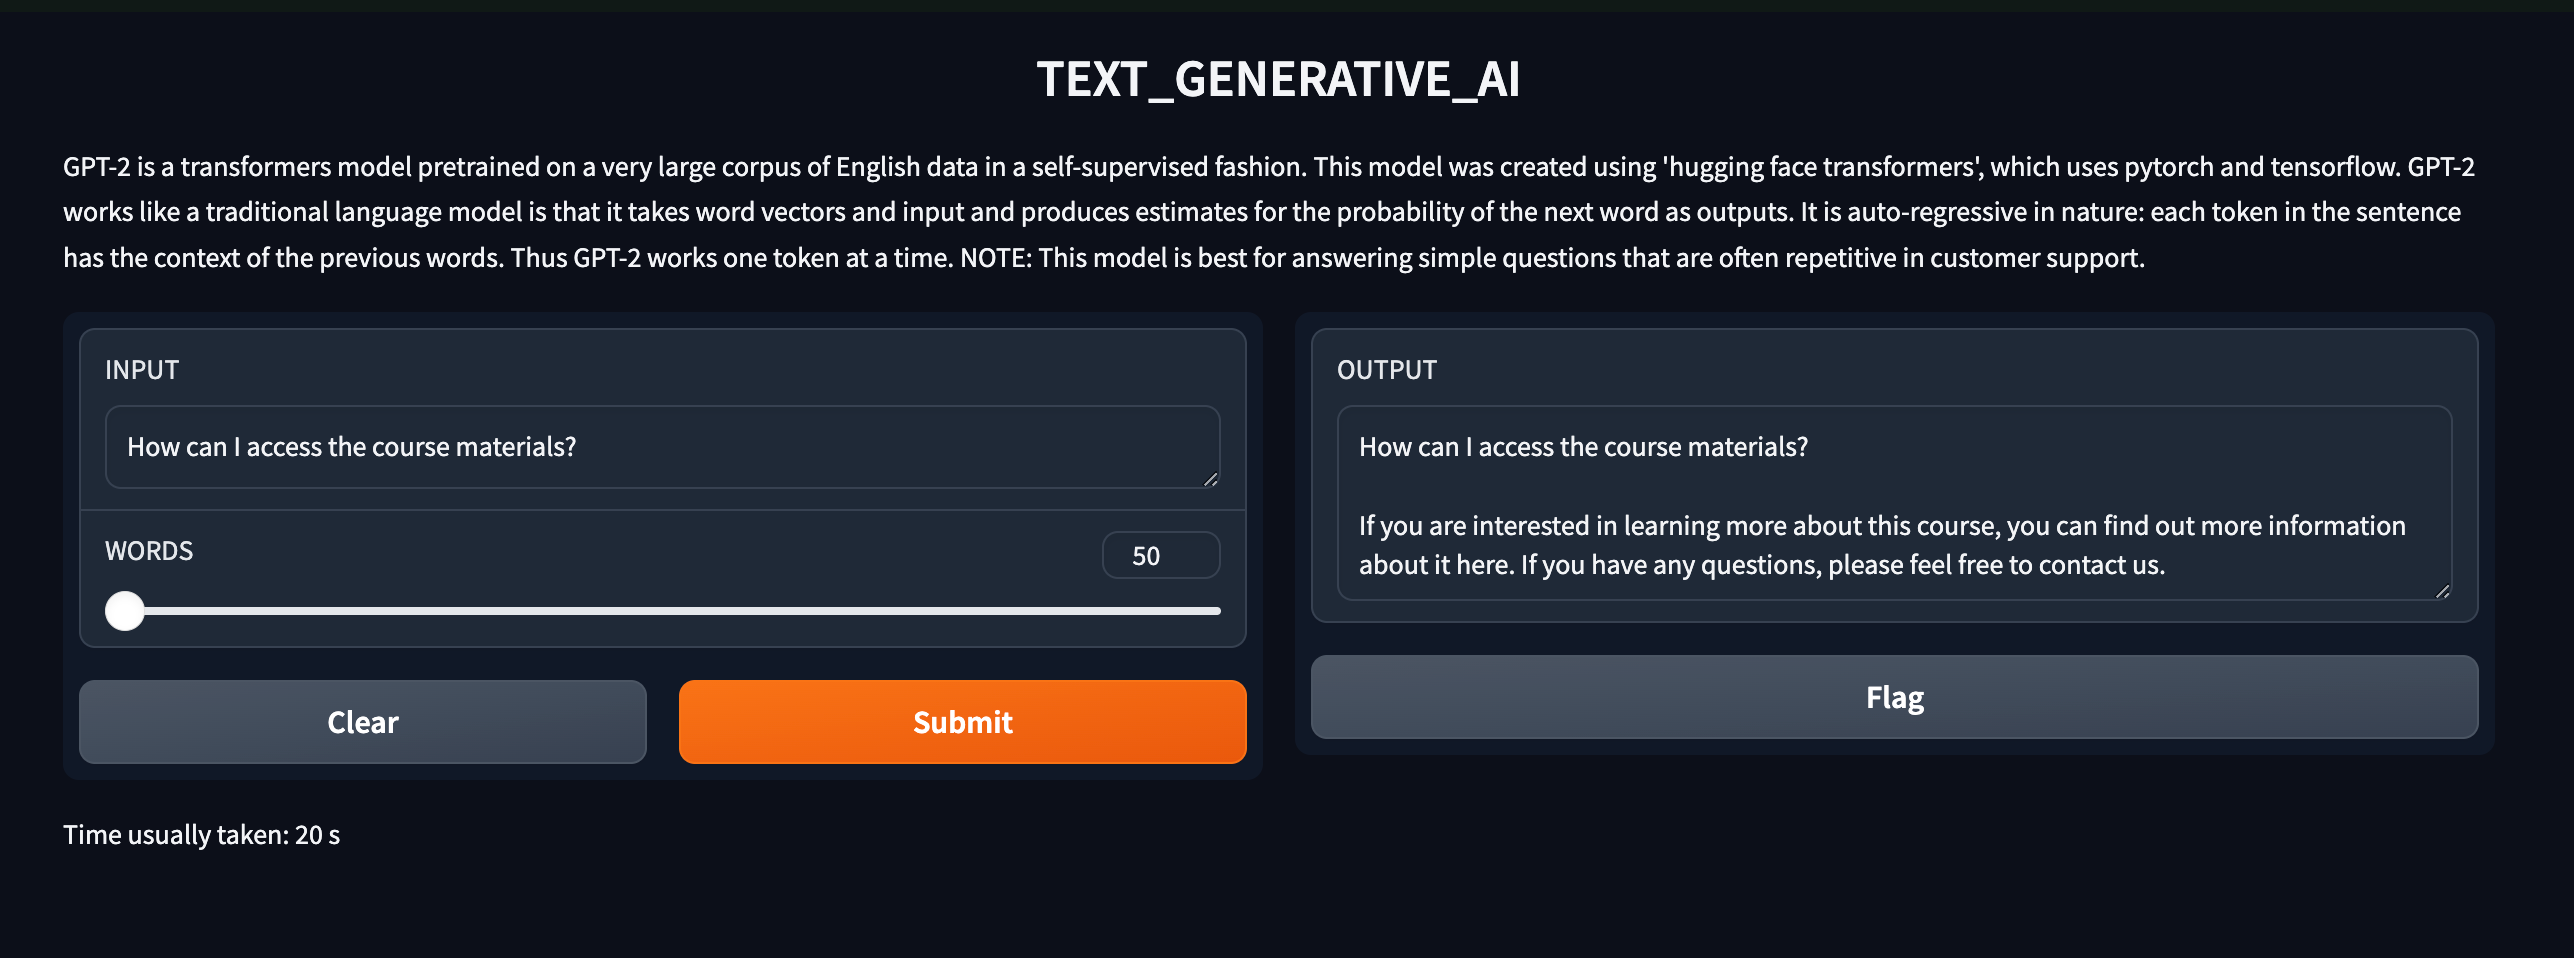 TEXT_GENERATIVE_AI
GPT-2 is a transformers model pretrained on a very large corpus of English data in a self-supervised fashion. This model was created using 'hugging face transformers', which uses pytorch and tensorflow. GPT-2
works like a traditional language model is that it takes word vectors and input and produces estimates for the probability of the next word as outputs. It is auto-regressive in nature: each token in the sentence
has the context of the previous words. Thus GPT-2 works one token at a time. NOTE: This model is best for answering simple questions that are often repetitive in customer support.
INPUT
How can I access the course materials?
WORDS
50
Clear
Submit
OUTPUT
How can I access the course materials?
If you are interested in learning more about this course, you can find out more information
about it here. If you have any questions, please feel free to contact us.
Flag
Time usually taken: 20 s